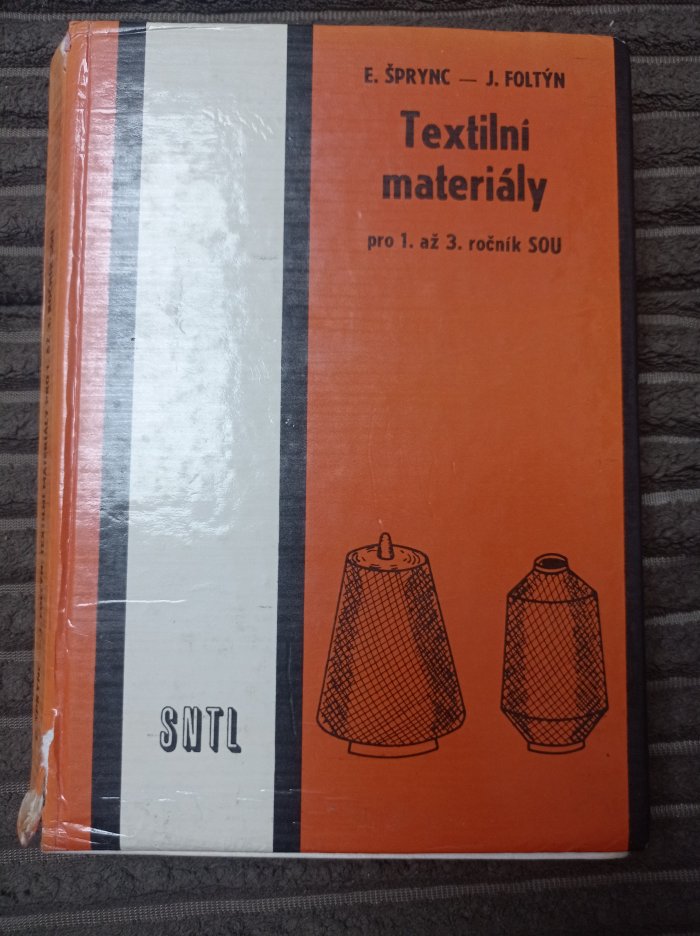 E. ŠPRYNC — J. FOLTÝN
Textilní
materiály
pro 1. až 3. ročník SOU
SNTL